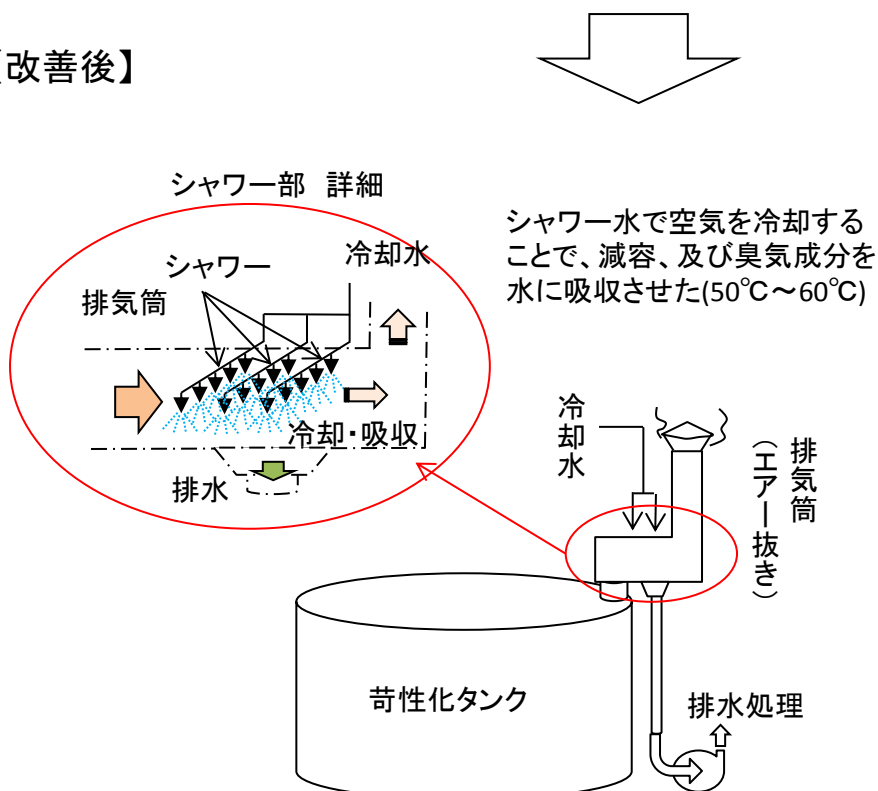 【改善後】
シャワー部 詳細
シャワー水で空気を冷却する
ことで、減容、及び臭気成分を
水に吸収させた(50℃～60℃)
シャワー
冷却水
排気筒
冷却・吸収
排水
冷却水
排気筒
（エアー抜き）
苛性化タンク
排水処理